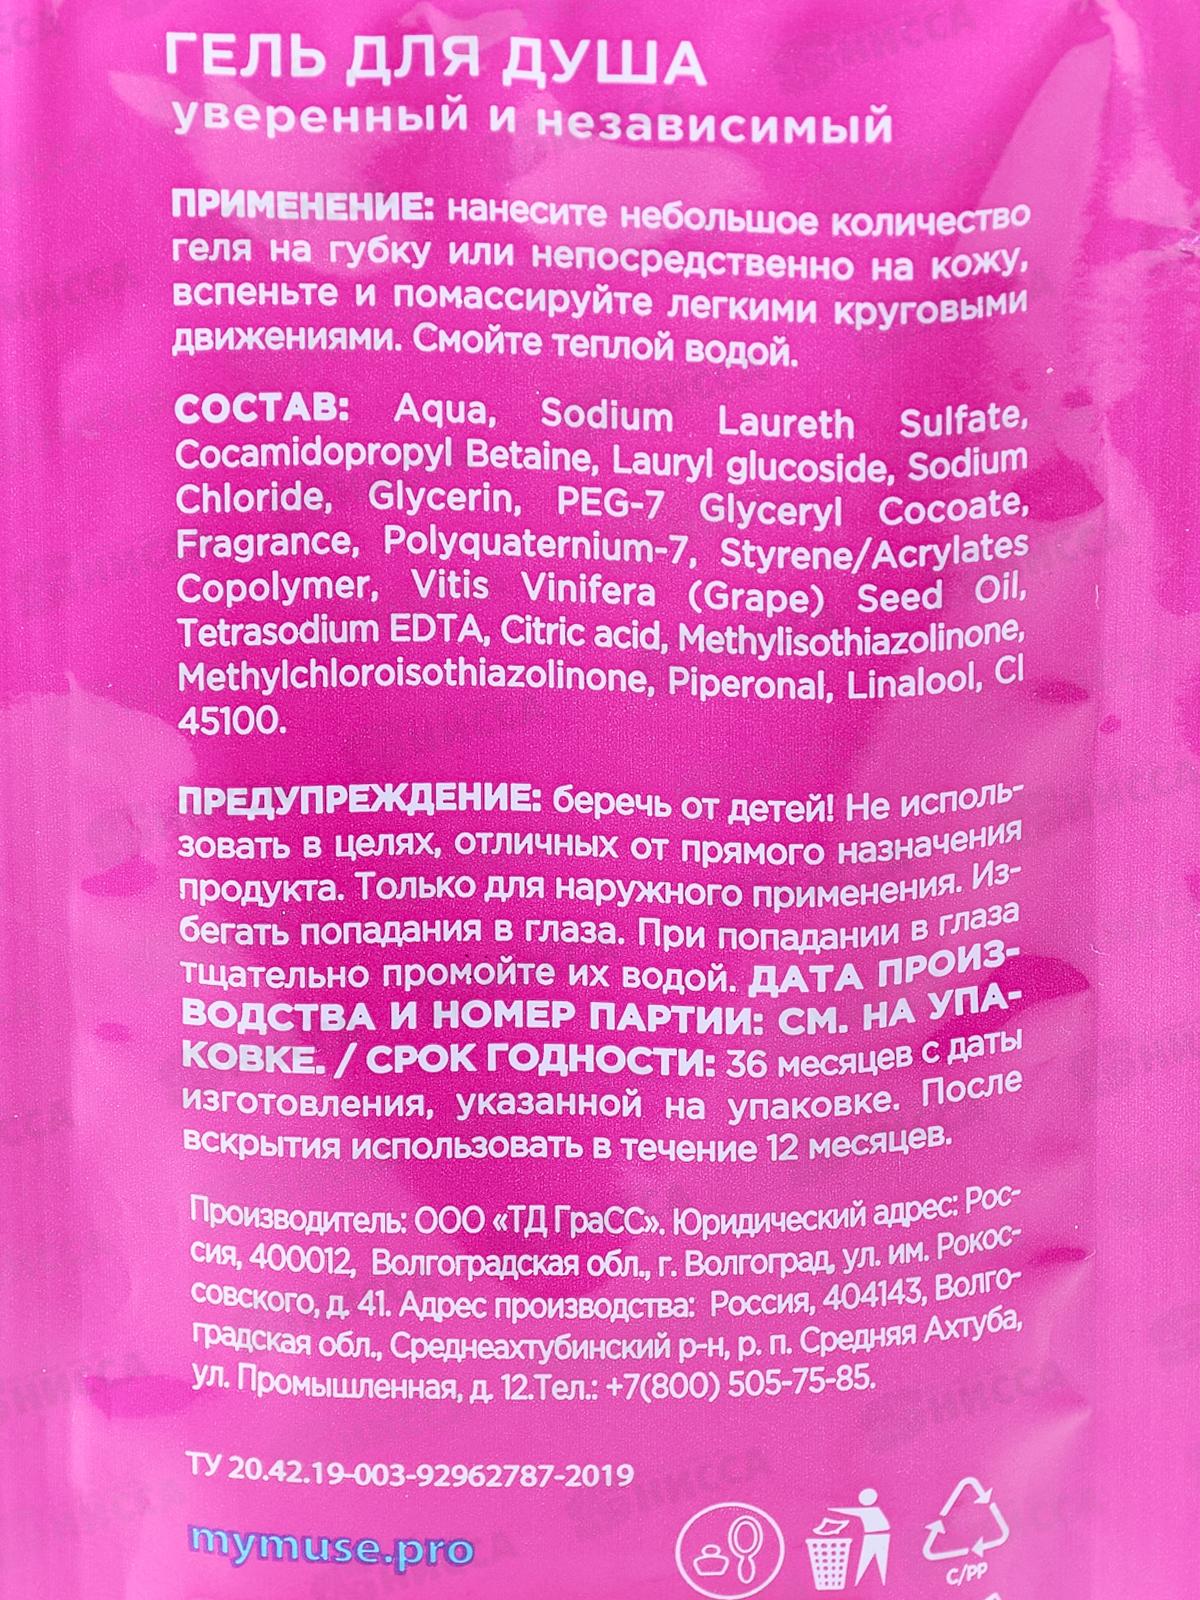 ГЕЛЬ ДЛЯ ДУША
уверенный и независимый
ПРИМЕНЕНИЕ: нанесите небольшое количество
геля на губку или непосредственно на кожу,
вспеньте и помассируйте легкими круговыми
движениями. Смойте теплой водой.
СОСТАВ: Aqua, Sodium Laureth Sulfate,
Cocamidopropyl Betaine, Lauryl glucoside, Sodium
Chloride, Glycerin, PEG-7 Glyceryl Cocoate,
Fragrance, Polyquaternium-7, Styrene/Acrylates
Copolymer, Vitis Vinifera (Grape) Seed Oil,
Tetrasodium EDTA, Citric acid, Methylisothiazolinone,
Methylchloroisothiazolinone, Piperonal, Linalool, CI
45100.
ПРЕДУПРЕЖДЕНИЕ: беречь от детей! Не исполь-
зовать в целях, отличных от прямого назначения
продукта. Только для наружного применения. Из-
бегать попадания в глаза. При попадании в глаза
тщательно промойте их водой. ДАТА ПРОИЗ-
ВОДСТВА И НОМЕР ПАРТИИ: СМ. НА УПА-
КОВКЕ. / СРОК ГОДНОСТИ: 36 месяцев с даты
изготовления, указанной на упаковке. После
вскрытия использовать в течение 12 месяцев.
Производитель: ООО «ТД ГраСС». Юридический адрес: Рос-
сия, 400012, Волгоградская обл., г. Волгоград, ул. им. Рокос-
совского, д. 41. Адрес производства: Россия, 404143, Волго-
градская обл., Среднеахтубинский р-н, р. п. Средняя Ахтуба,
ул. Промышленная, д. 12.Тел.: +7(800) 505-75-85.
ТУ 20.42.19-003-92962787-2019
mymuse.pro
C/PP